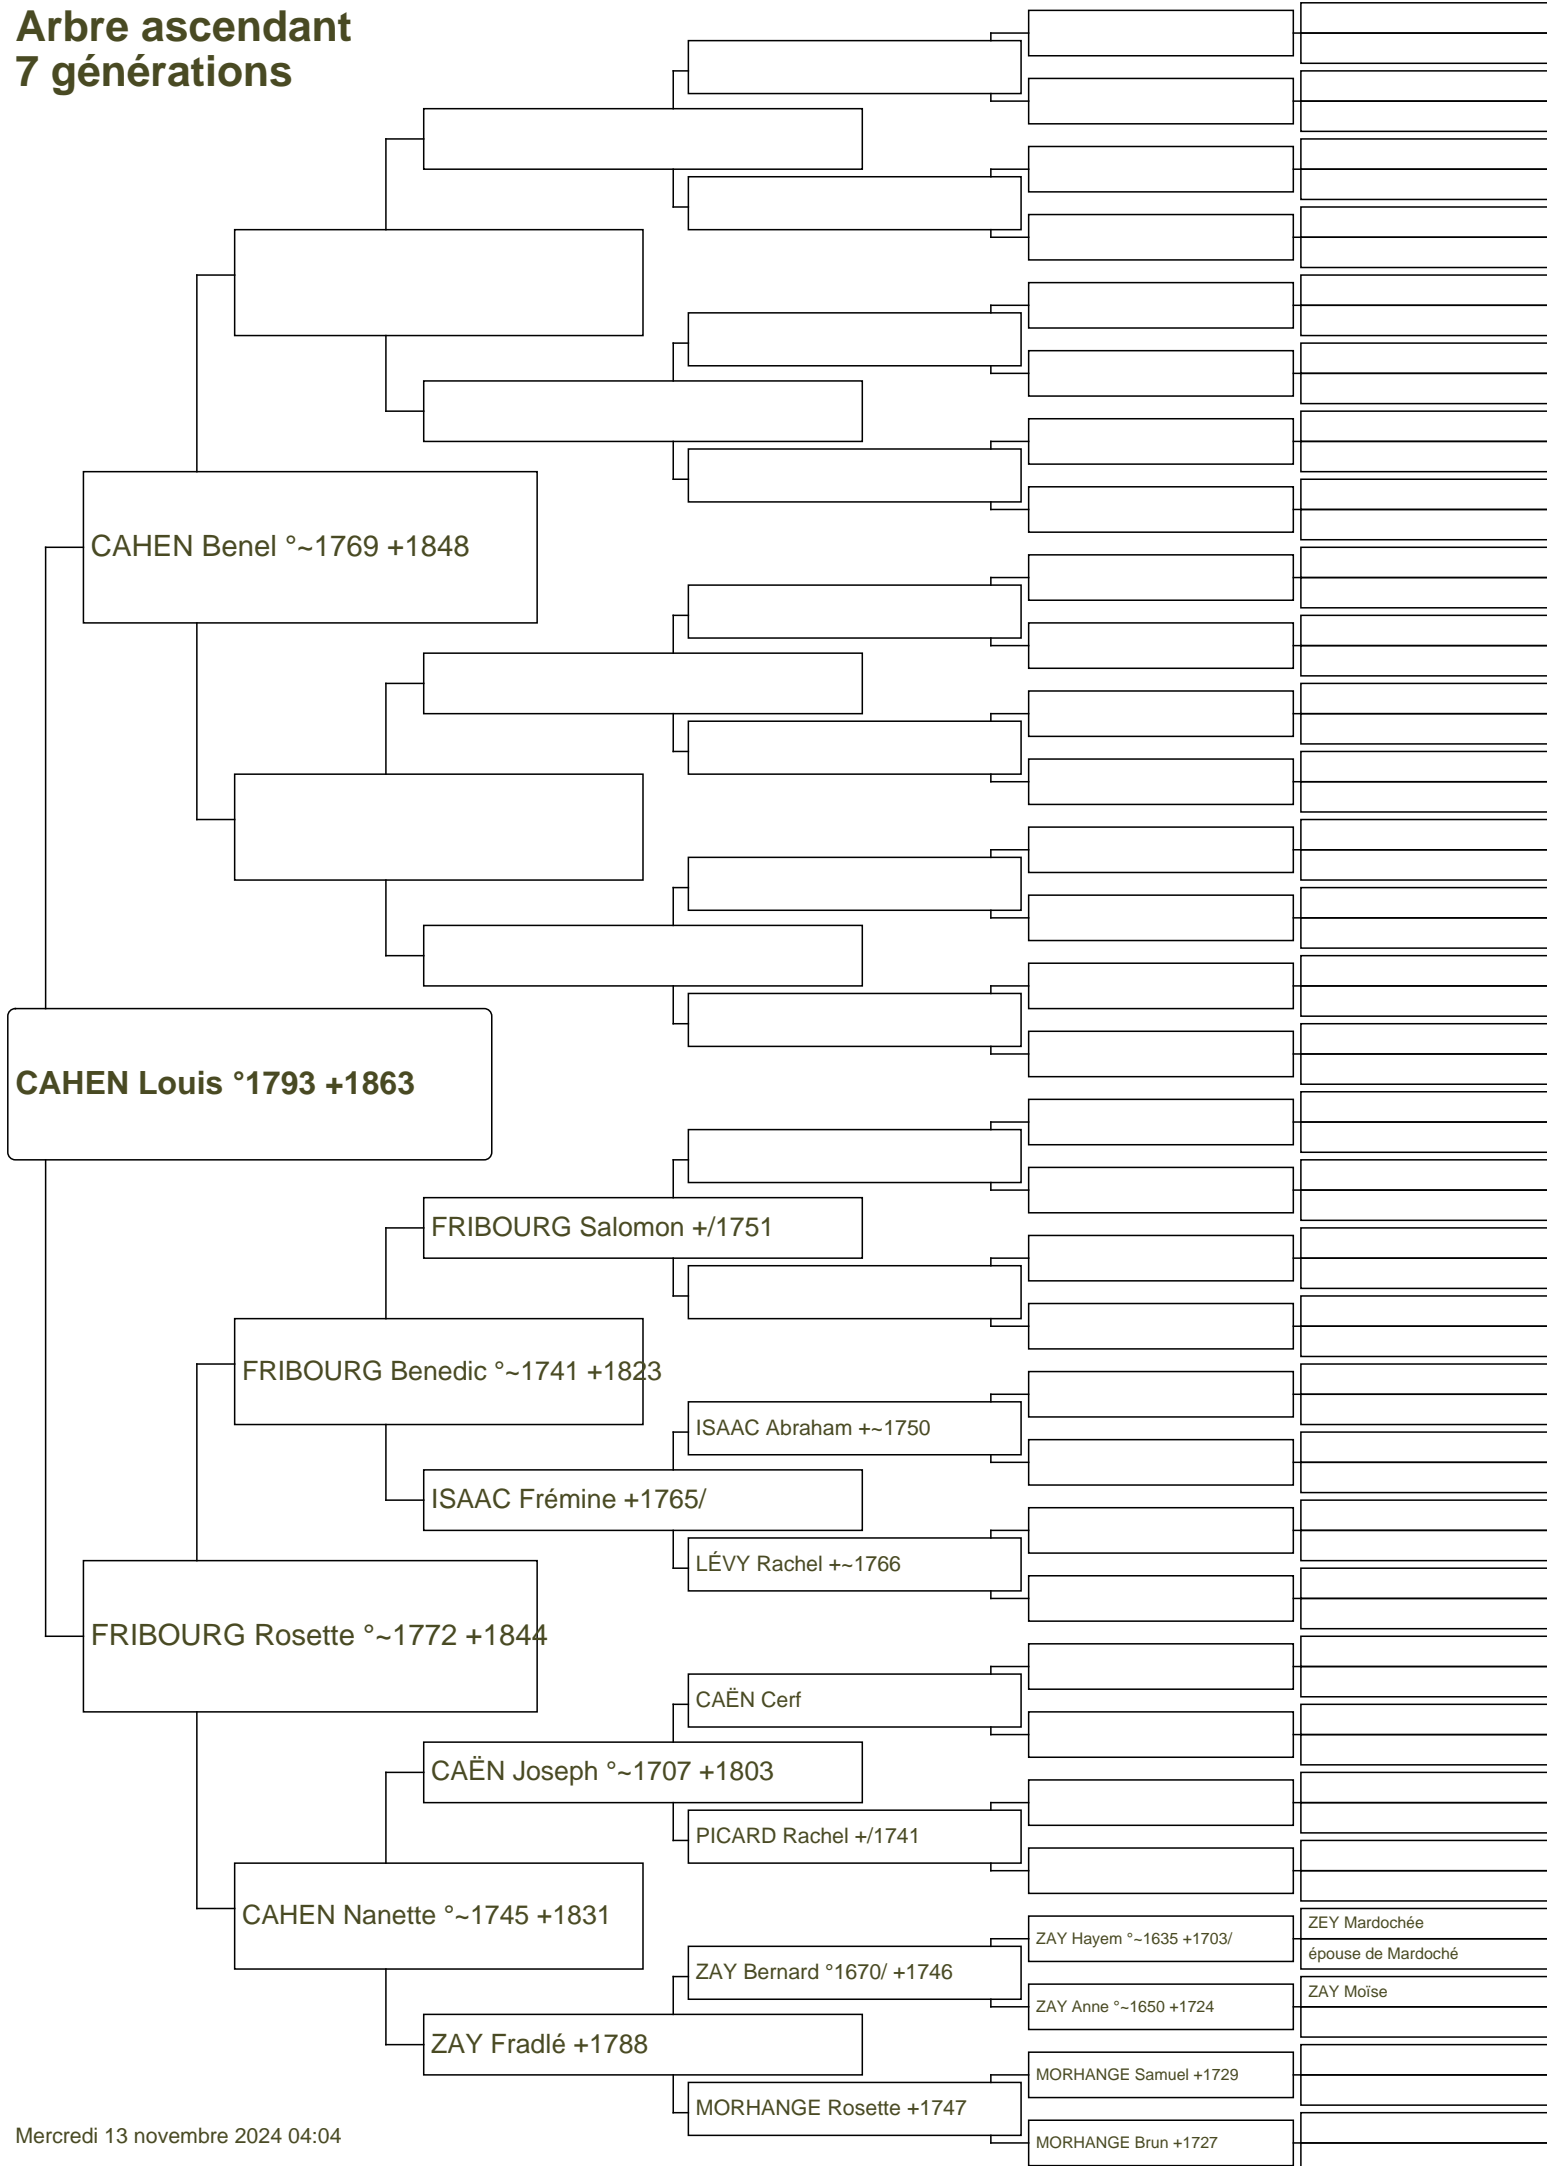 Arbre ascendant
7 générations
CAHEN Benel °~1769 +1848
CAHEN Louis °1793 +1863
FRIBOURG Salomon +/1751
FRIBOURG Benedic °~1741 +1823
ISAAC Abraham +~1750
ISAAC Frémine +1765/
LÉVY Rachel +~1766
FRIBOURG Rosette °~1772 +1844
CAËN Cerf
CAËN Joseph °~1707 +1803
PICARD Rachel +/1741
CAHEN Nanette °~1745 +1831
ZEY Mardochée
ZAY Hayem °~1635 +1703/
épouse de Mardoché
ZAY Bernard °1670/ +1746
ZAY Moïse
ZAY Anne °~1650 +1724
ZAY Fradlé +1788
MORHANGE Samuel +1729
MORHANGE Rosette +1747
MORHANGE Brun +1727
Mercredi 13 novembre 2024 04:04